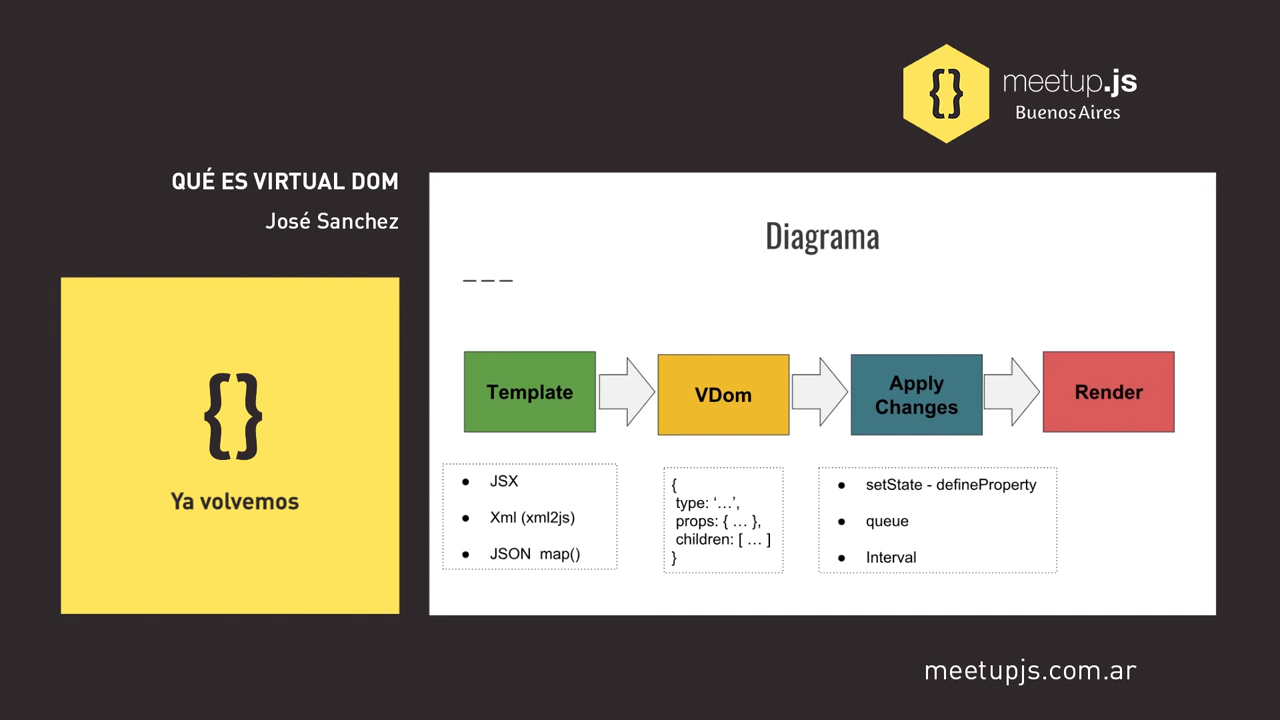 {}
meetup.js
Buenos Aires
QUÉ ES VIRTUAL DOM
José Sanchez
{}
Ya volvemos
Diagrama
Template
VDom
Apply
Changes
Render
● JSX
● Xml (xml2js)
● JSON map()
{
type: ‘…’,
props: { … },
children: [ … ]
}
● setState - defineProperty
● queue
● Interval
meetupjs.com.ar